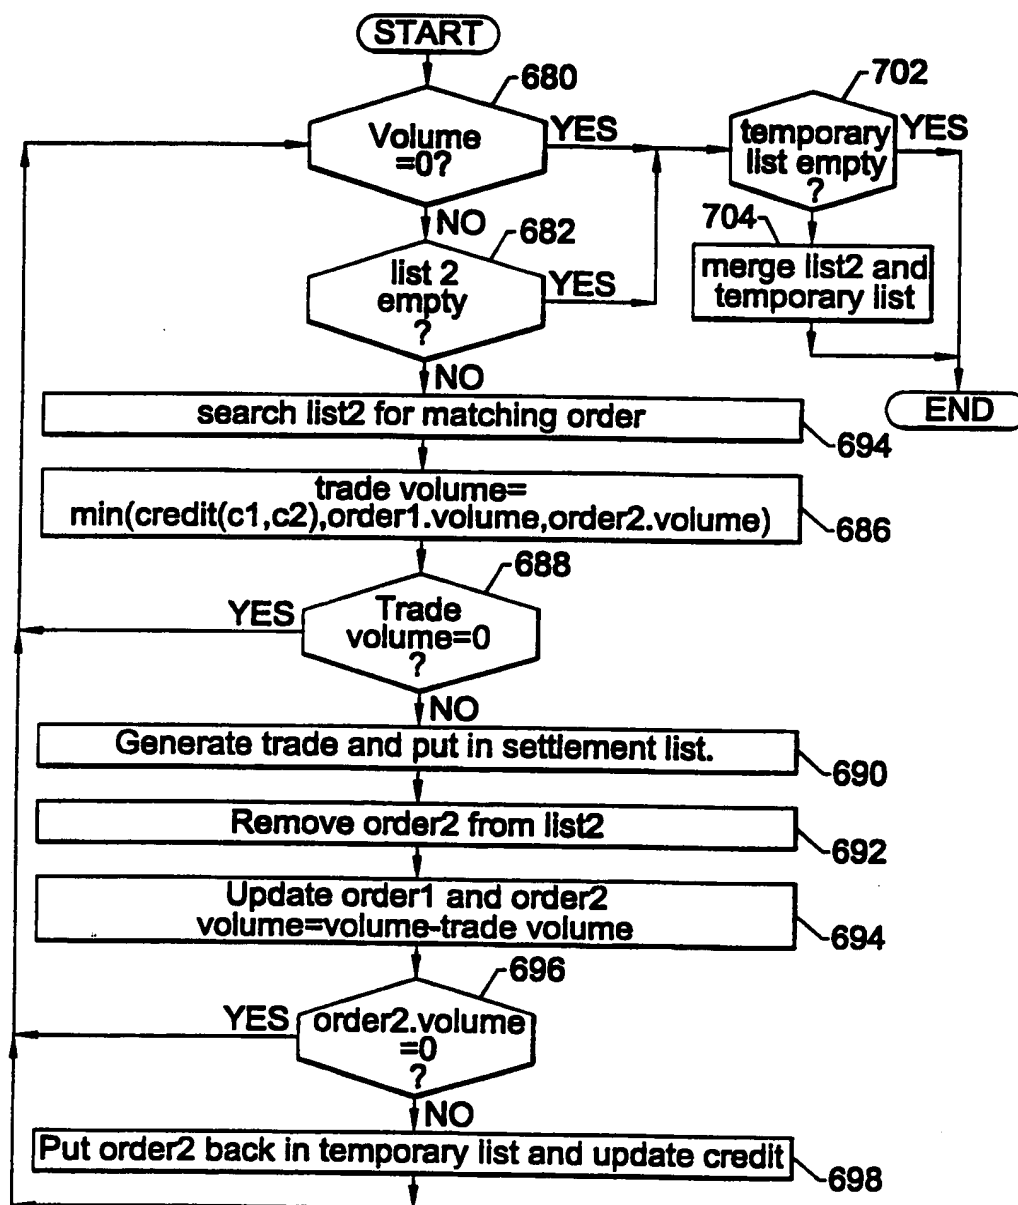 START
680
Volume
=0?
YES
NO
702
temporary
list empty
?
YES
682
list 2
empty
?
YES
NO
704
merge list2 and
temporary list
END
search list2 for matching order
694
trade volume=
min(credit(c1,c2),order1.volume,order2.volume)
686
688
Trade
volume=0
?
YES
NO
Generate trade and put in settlement list.
690
Remove order2 from list2
692
Update order1 and order2
volume=volume-trade volume
694
696
order2.volume
=0
?
YES
NO
Put order2 back in temporary list and update credit
698